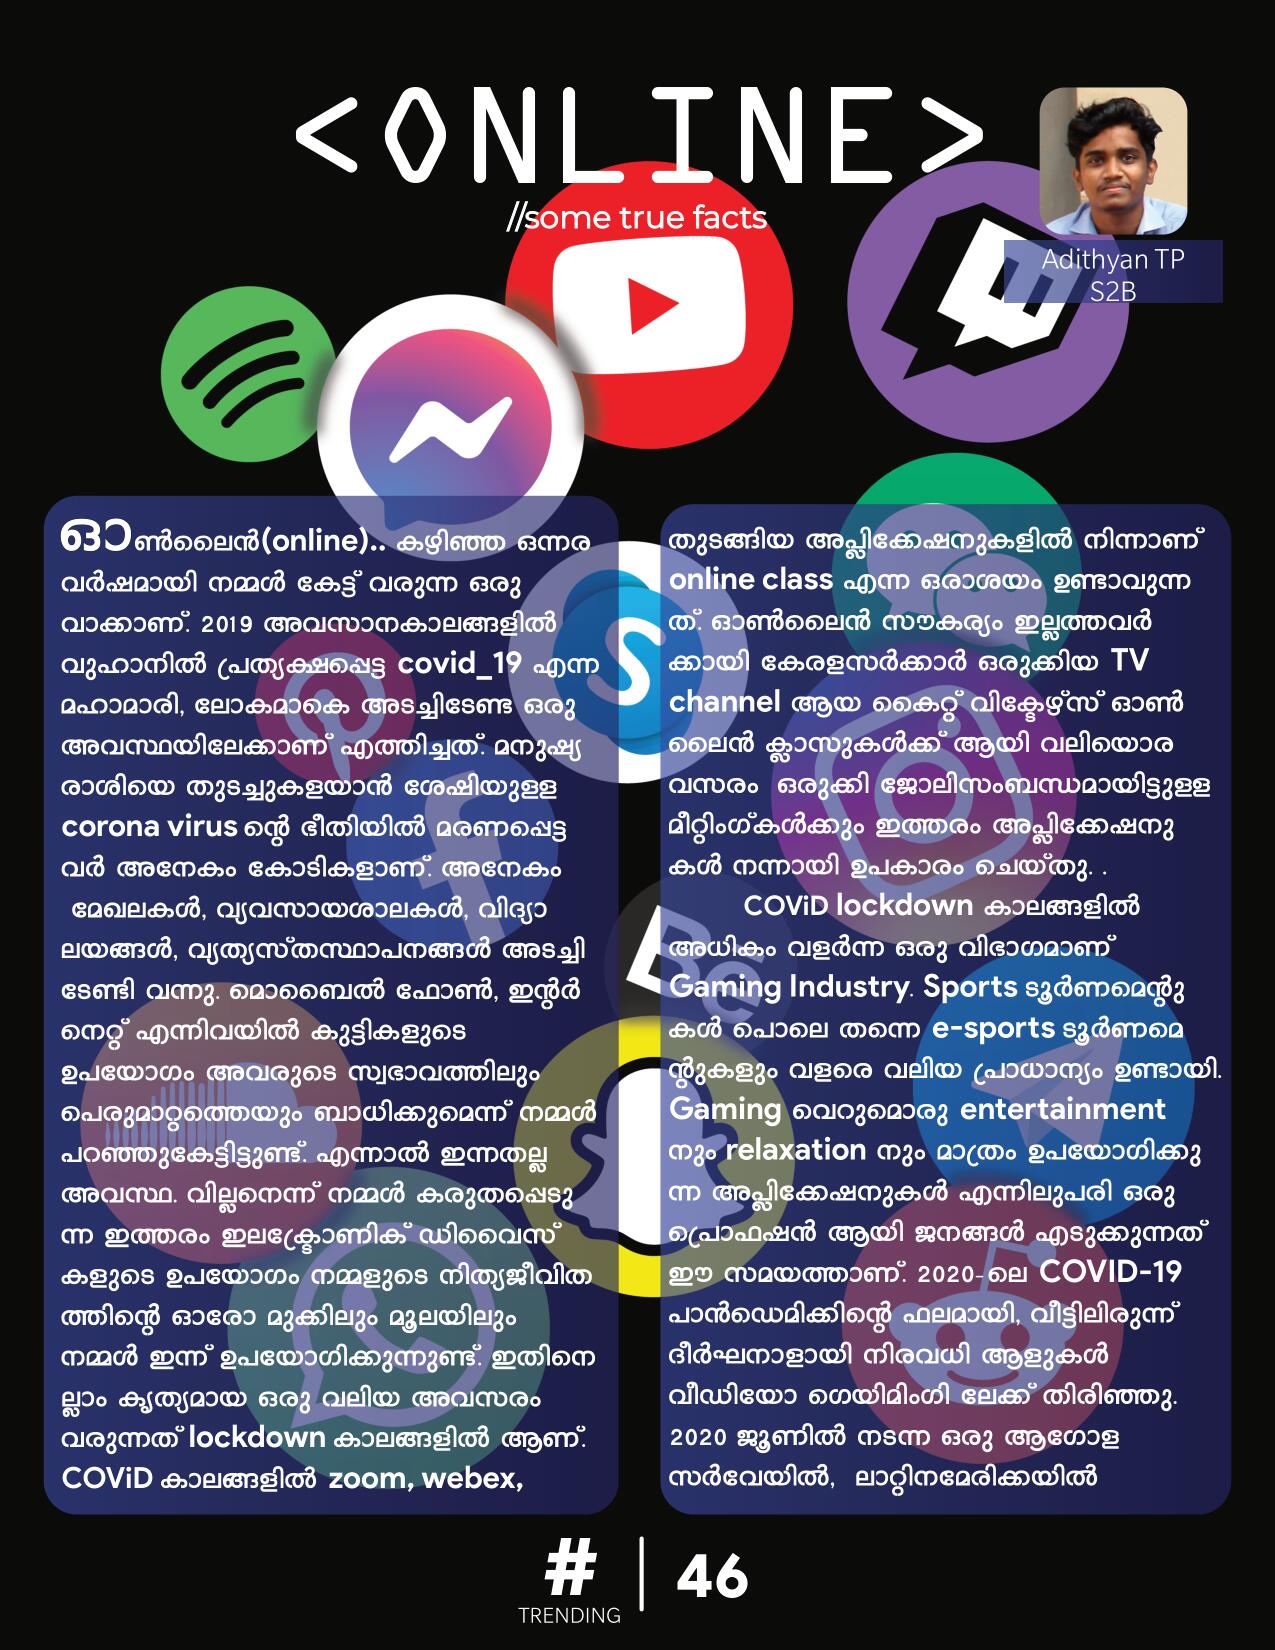 <ONLINE>
//some true facts
Adithyan TP
S2B
ഓൺലൈൻ(online).. കഴിഞ്ഞ ഒന്നര
വർഷമായി നമ്മൾ കേട്ട് വരുന്ന ഒരു
വാക്കാണ്. 2019 അവസാനകാലങ്ങളിൽ
വുഹാനിൽ പ്രത്യക്ഷപ്പെട്ട covid_19 എന്ന
മഹാമാരി, ലോകമാകെ അടച്ചിടേണ്ട ഒരു
അവസ്ഥയിലേക്കാണ് എത്തിച്ചത്. മനുഷ്യ
രാശിയെ തുടച്ചുകളയാൻ ശേഷിയുളള
corona virus ന്റെ ഭീതിയിൽ മരണപ്പെട്ട
വർ അനേകം കോടികളാണ്. അനേകം
മേഖലകൾ, വ്യവസായശാലകൾ, വിദ്യാ
ലയങ്ങൾ, വ്യത്യസ്തസ്ഥാപനങ്ങൾ അടച്ചി
ടേണ്ടി വന്നു. മൊബൈൽ ഫോൺ, ഇന്റർ
നെറ്റ് എന്നിവയിൽ കുട്ടികളുടെ
ഉപയോഗം അവരുടെ സ്വഭാവത്തിലും
പെരുമാറ്റത്തെയും ബാധിക്കുമെന്ന് നമ്മൾ
പറഞ്ഞുകേട്ടിട്ടുണ്ട്. എന്നാൽ ഇന്നതല്ല
അവസ്ഥ. വില്ലനെന്ന് നമ്മൾ കരുതപ്പെടു
ന്ന ഇത്തരം ഇലക്ട്രോണിക് ഡിവൈസ്
കളുടെ ഉപയോഗം നമ്മളുടെ നിത്യജീവിത
ത്തിന്റെ ഓരോ മുക്കിലും മൂലയിലും
നമ്മൾ ഇന്ന് ഉപയോഗിക്കുന്നുണ്ട്. ഇതിനെ
ല്ലാം കൃത്യമായ ഒരു വലിയ അവസരം
വരുന്നത് lockdown കാലങ്ങളിൽ ആണ്.
COViD കാലങ്ങളിൽ zoom, webex,
തുടങ്ങിയ അപ്ലിക്കേഷനുകളിൽ നിന്നാണ്
online class എന്ന ഒരാശയം ഉണ്ടാവുന്ന
ത്. ഓൺലൈൻ സൗകര്യം ഇല്ലത്തവർ
ക്കായി കേരളസർക്കാർ ഒരുക്കിയ TV
channel ആയ കൈറ്റ് വിക്ടേഴ്സ് ഓൺ
ലൈൻ ക്ലാസുകൾക്ക് ആയി വലിയൊര
വസരം ഒരുക്കി ജോലിസംബന്ധമായിട്ടുളള
മീറ്റിംഗ്കൾക്കും ഇത്തരം അപ്ലിക്കേഷനു
കൾ നന്നായി ഉപകാരം ചെയ്തു. .
COViD lockdown കാലങ്ങളിൽ
അധികം വളർന്ന ഒരു വിഭാഗമാണ്
Gaming Industry. Sports ടൂർണമെന്റു
കൾ പൊലെ തന്നെ e-sports ടൂർണമെ
ന്റുകളും വളരെ വലിയ പ്രാധാന്യം ഉണ്ടായി.
Gaming വെറുമൊരു entertainment
നും relaxation നും മാത്രം ഉപയോഗിക്കു
ന്ന അപ്ലിക്കേഷനുകൾ എന്നിലുപരി ഒരു
പ്രൊഫഷൻ ആയി ജനങ്ങൾ എടുക്കുന്നത്
ഈ സമയത്താണ്. 2020-ലെ COVID-19
പാൻഡെമിക്കിന്റെ ഫലമായി, വീട്ടിലിരുന്ന്
ദീർഘനാളായി നിരവധി ആളുകൾ
വീഡിയോ ഗെയിമിംഗി ലേക്ക് തിരിഞ്ഞു.
2020 ജൂണിൽ നടന്ന ഒരു ആഗോള
സർവേയിൽ, ലാറ്റിനമേരിക്കയിൽ
#
TRENDING
46